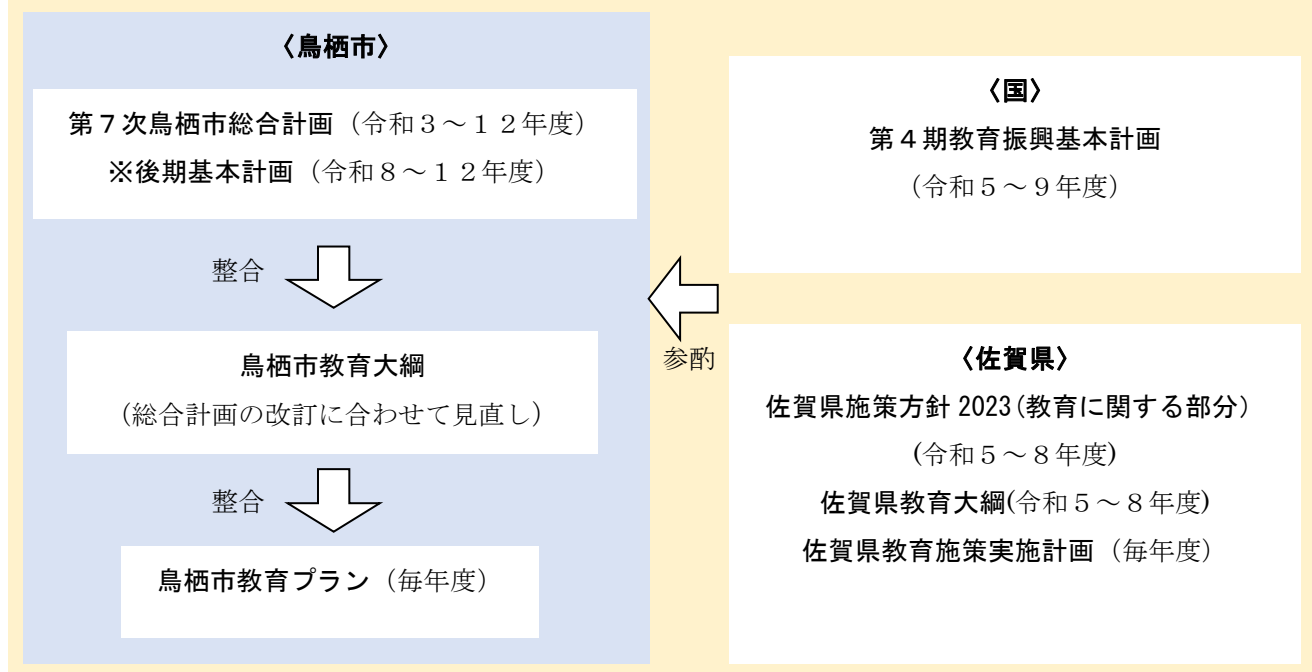 〈鳥栖市〉
第７次鳥栖市総合計画（令和３～１２年度）
※後期基本計画（令和８～１２年度）
整合
鳥栖市教育大綱
（総合計画の改訂に合わせて見直し）
整合
鳥栖市教育プラン（毎年度）
参酌
〈国〉
第４期教育振興基本計画
（令和５～９年度）
〈佐賀県〉
佐賀県施策方針 2023(教育に関する部分）
(令和５～８年度)
佐賀県教育大綱(令和５～８年度)
佐賀県教育施策実施計画（毎年度）